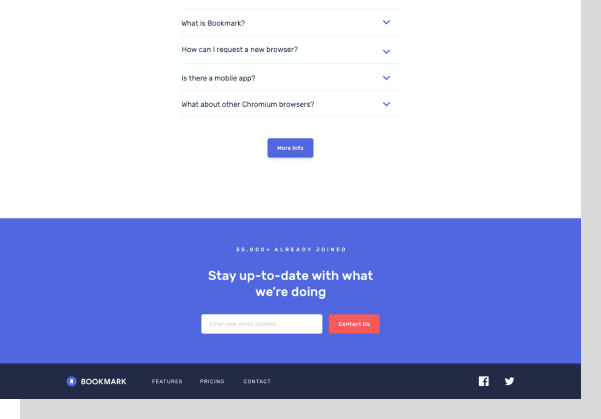 What is Bookmark?
How can I request a new browser?
Is there a mobile app?
What about other Chromium browsers?
More Info
35,000+ ALREADY JOINED
Stay up-to-date with what
we're doing
Enter your email address
Contact Us
BOOKMARK FEATURES PRICING CONTACT